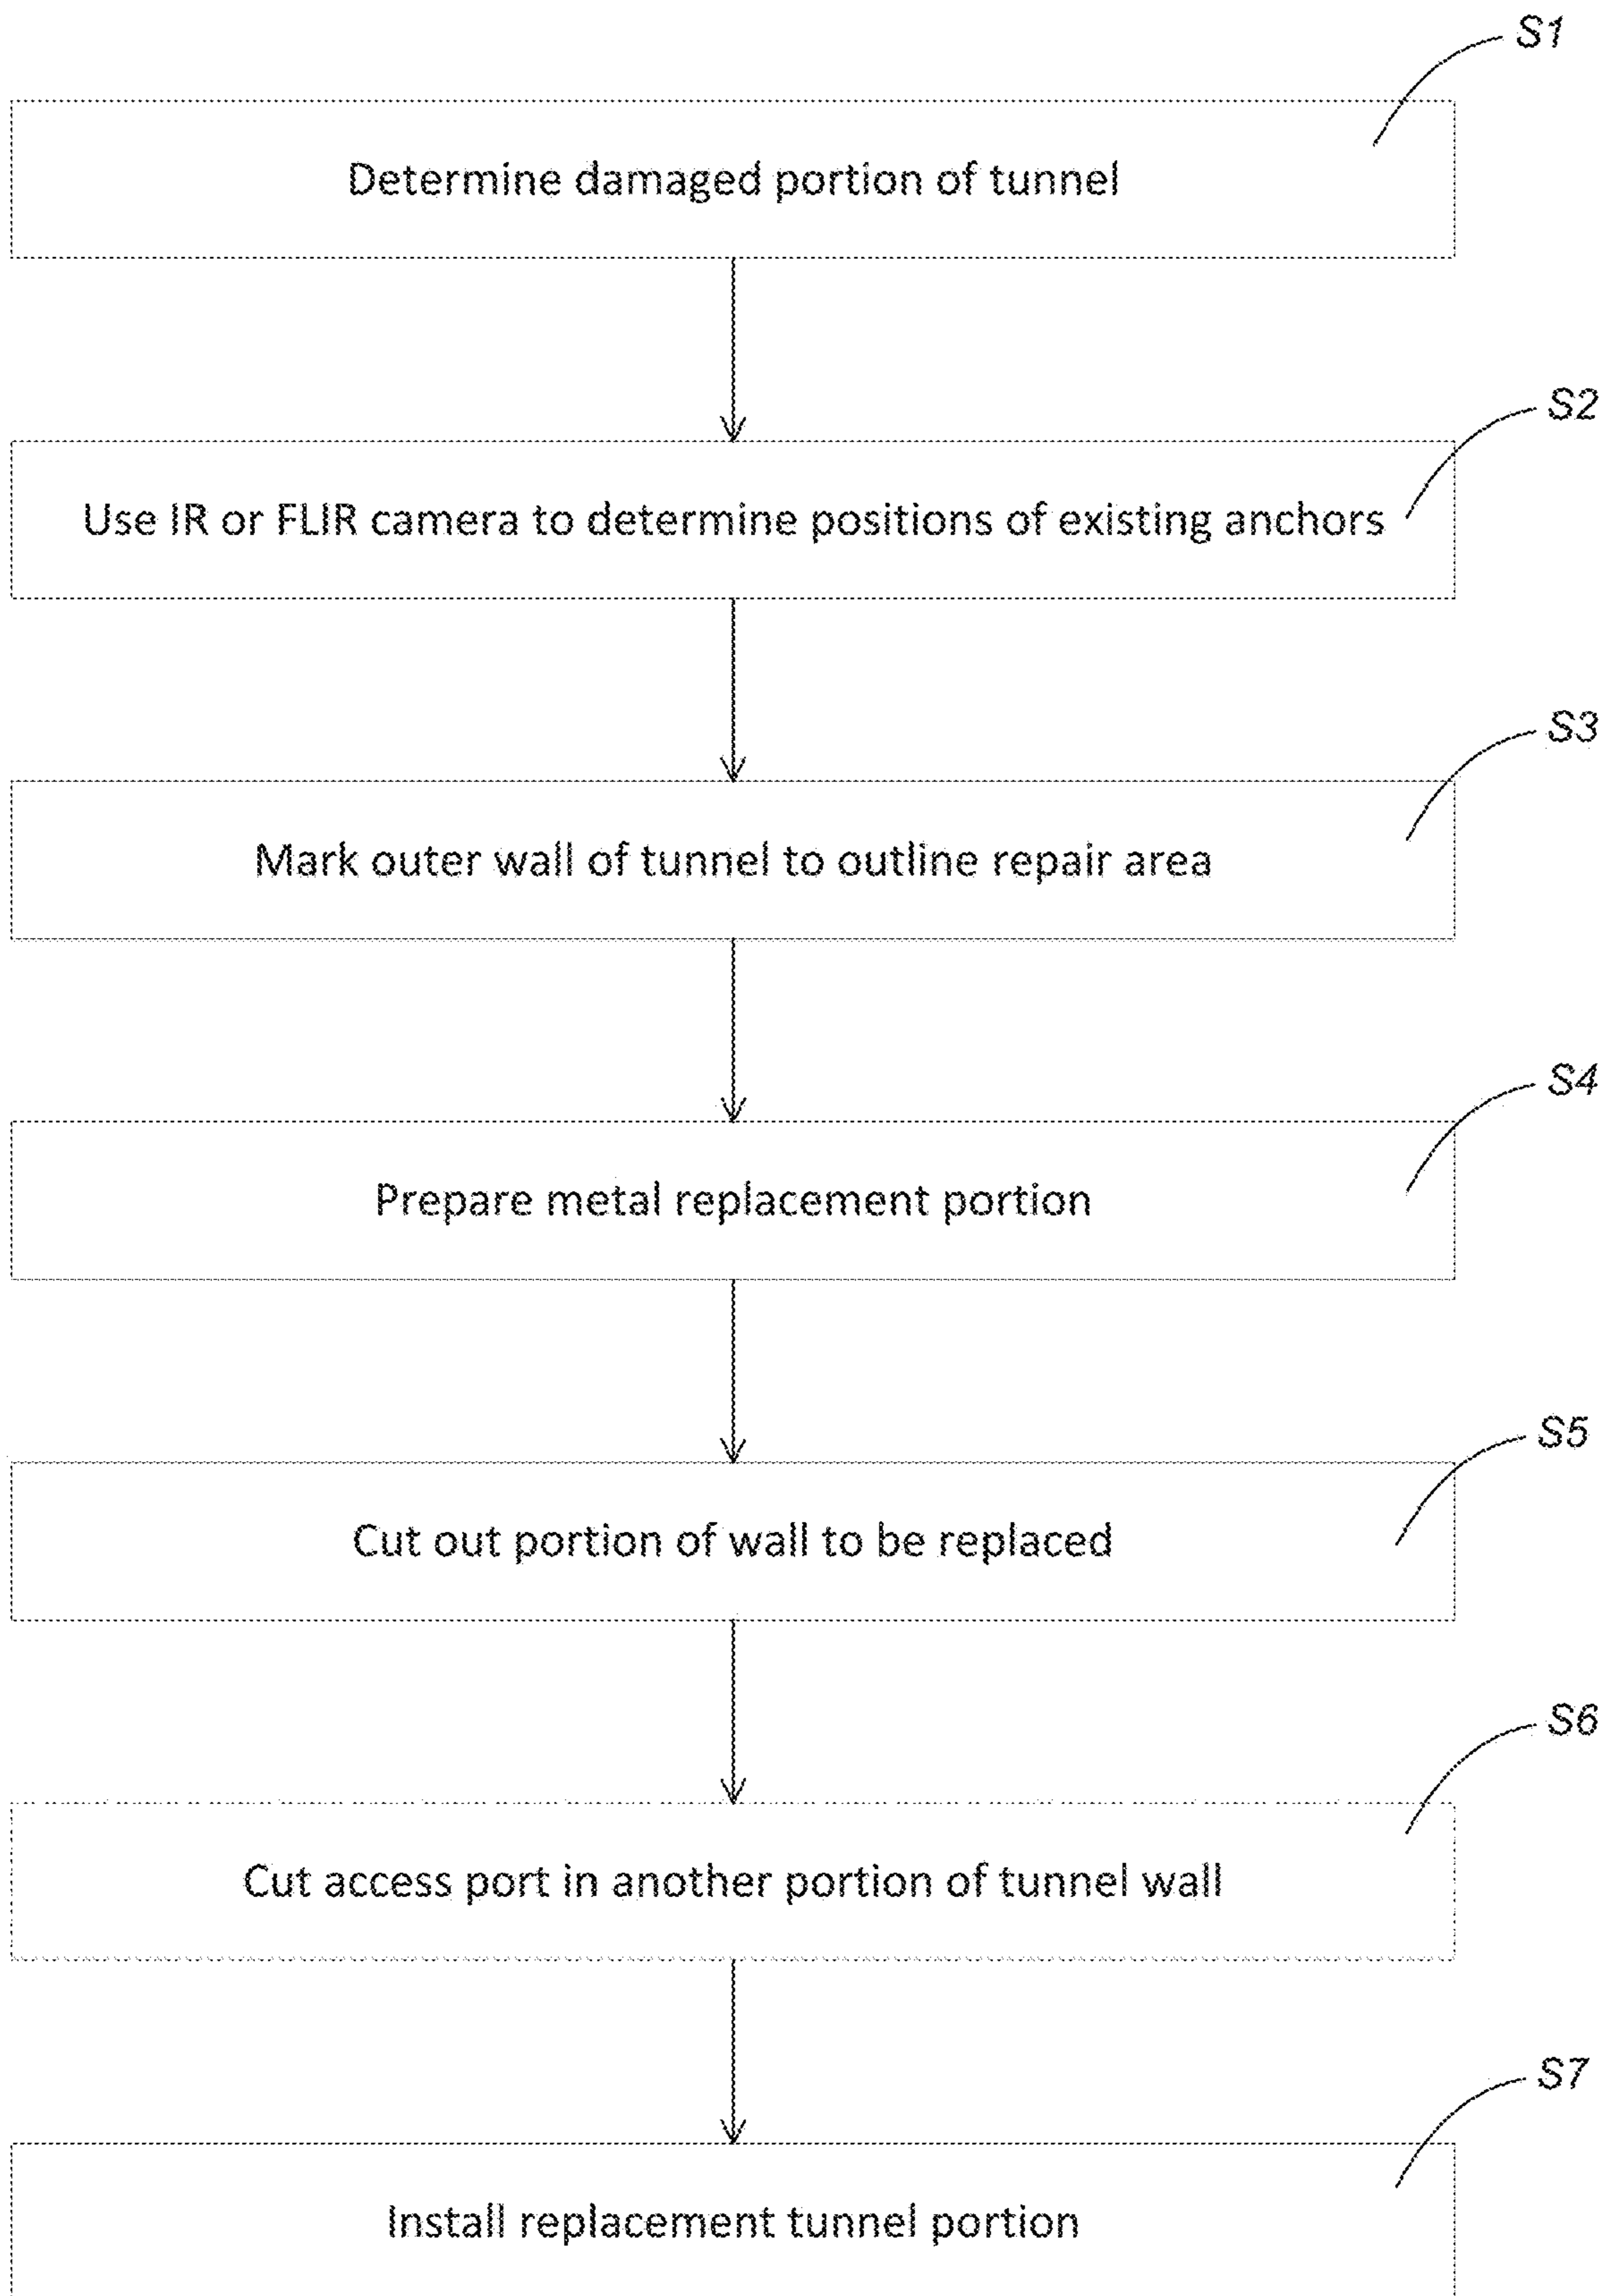 S1
Determine damaged portion of tunnel
S2
Use IR or FLIR camera to determine positions of existing anchors
S3
Mark outer wall of tunnel to outline repair area
S4
Prepare metal replacement portion
S5
Cut out portion of wall to be replaced
S6
Cut access port in another portion of tunnel wall
S7
Install replacement tunnel portion